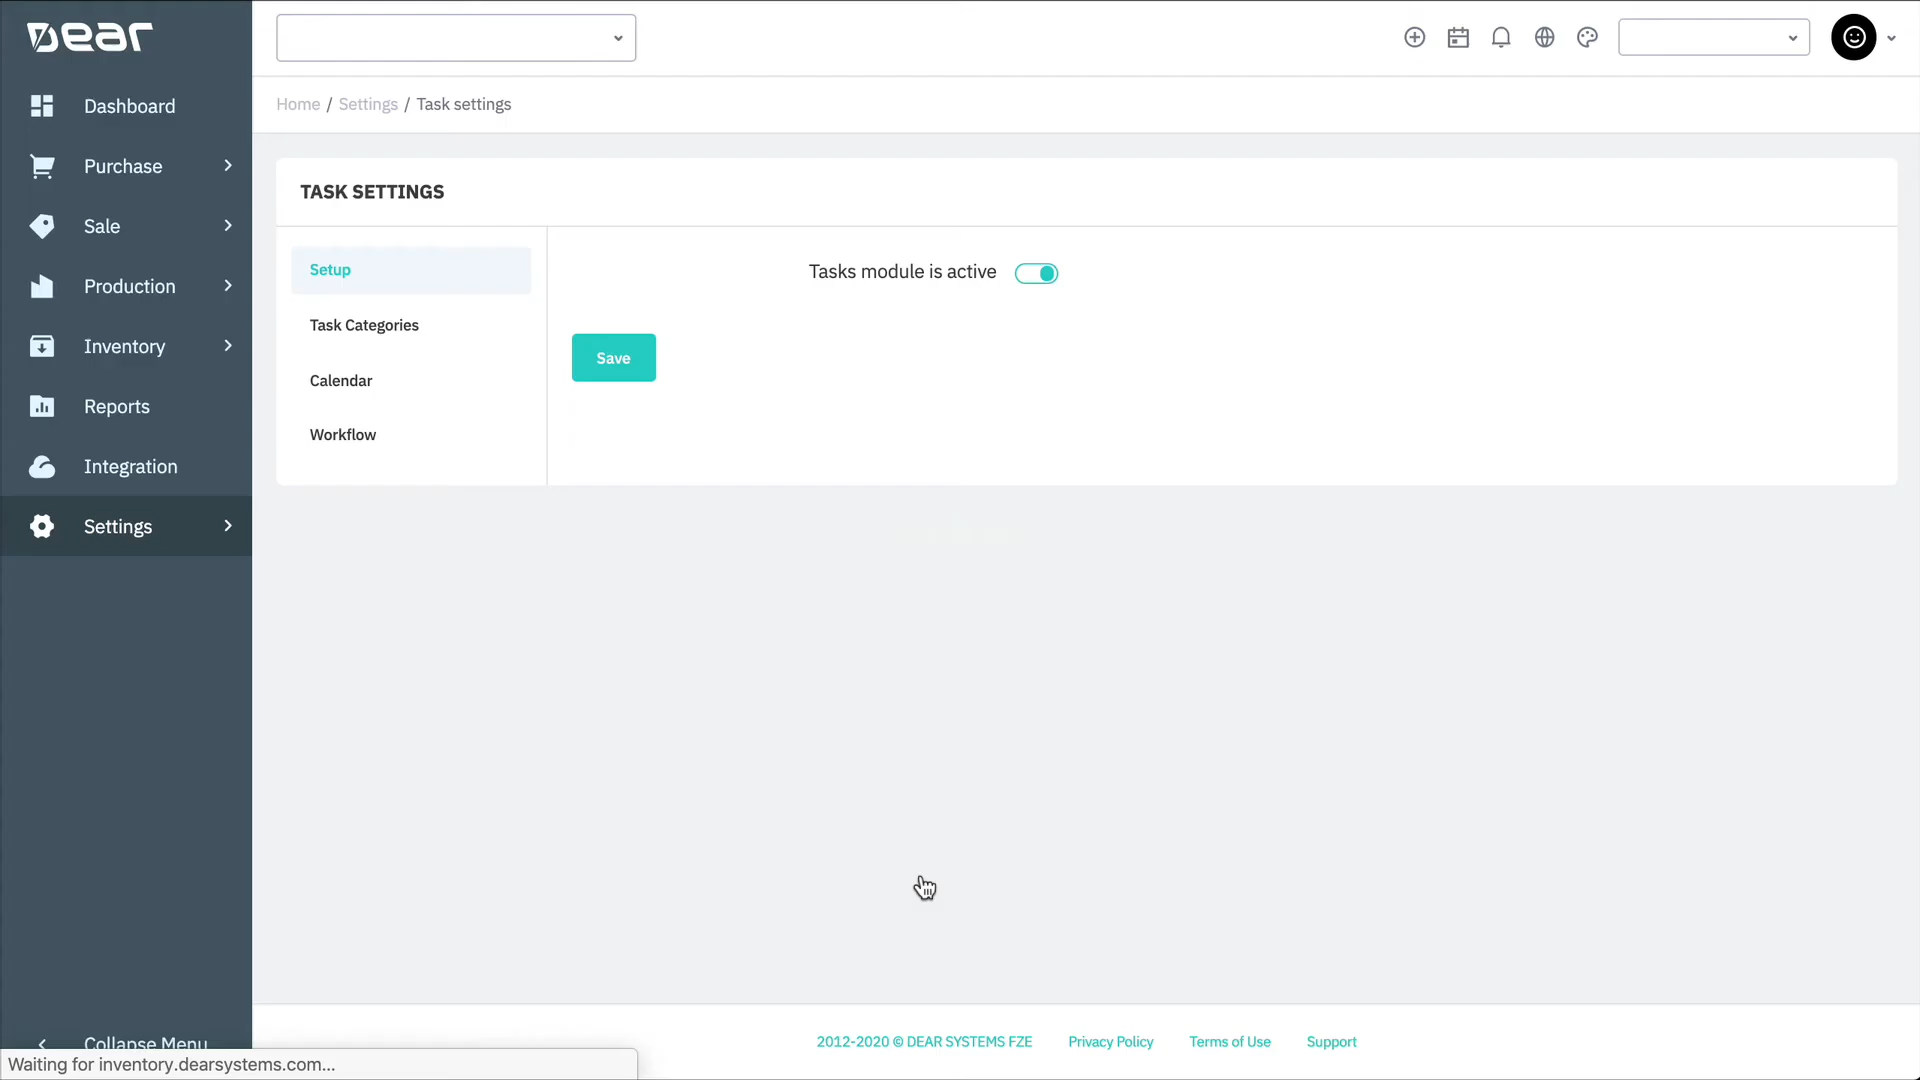 Dear
Dashboard
Purchase
Sale
Production
Inventory
Reports
Integration
Settings
Collapse Menu
Waiting for inventory.dearsystems.com...
Home / Settings / Task settings
TASK SETTINGS
Setup
Task Categories
Calendar
Workflow
Tasks module is active
Save
2012-2020 © DEAR SYSTEMS FZE Privacy Policy Terms of Use Support